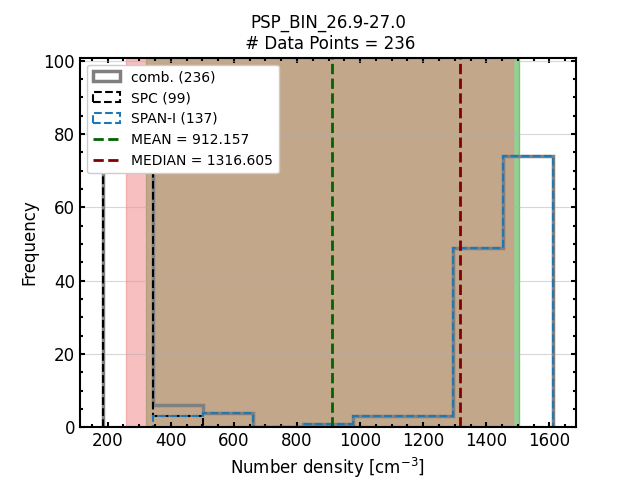 PSP_BIN_26.9-27.0
# Data Points = 236
100
80
60
40
20
0
Frequency
comb. (236)
SPC (99)
SPAN-I (137)
MEAN = 912.157
MEDIAN = 1316.605
200 400 600 800 1000 1200 1400 1600
Number density [cm⁻³]